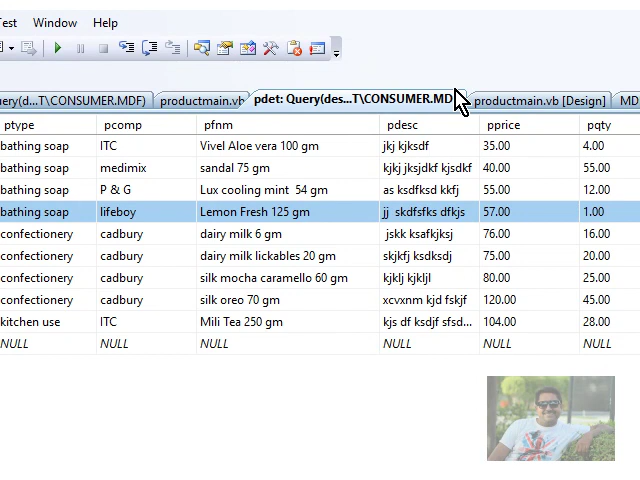 Test Window Help
uery(d...T\CONSUMER.MDF) productmain.vb pdet: Query(des...T\CONSUMER.MD productmain.vb [Design] MD
ptype pcomp pfnm pdesc pprice pqty
bathing soap ITC Vivel Aloe vera 100 gm jkj kjksdf 35.00 4.00
bathing soap medimix sandal 75 gm kjkj jksjdkf kjsdkf 40.00 55.00
bathing soap P & G Lux cooling mint 54 gm as ksdfksd kkfj 55.00 12.00
bathing soap lifeboy Lemon Fresh 125 gm jj skdfsfks dfkjs 57.00 1.00
confectionery cadbury dairy milk 6 gm jskk ksafkjksj 76.00 16.00
confectionery cadbury dairy milk lickables 20 gm skjkfj ksdksdj 75.00 20.00
confectionery cadbury silk mocha caramello 60 gm kjklj kjkljl 80.00 25.00
confectionery cadbury silk oreo 70 gm xcvxnm kjd fskjf 120.00 45.00
kitchen use ITC Mili Tea 250 gm kjs df ksdjf sfsd... 104.00 28.00
NULL NULL NULL NULL NULL NULL